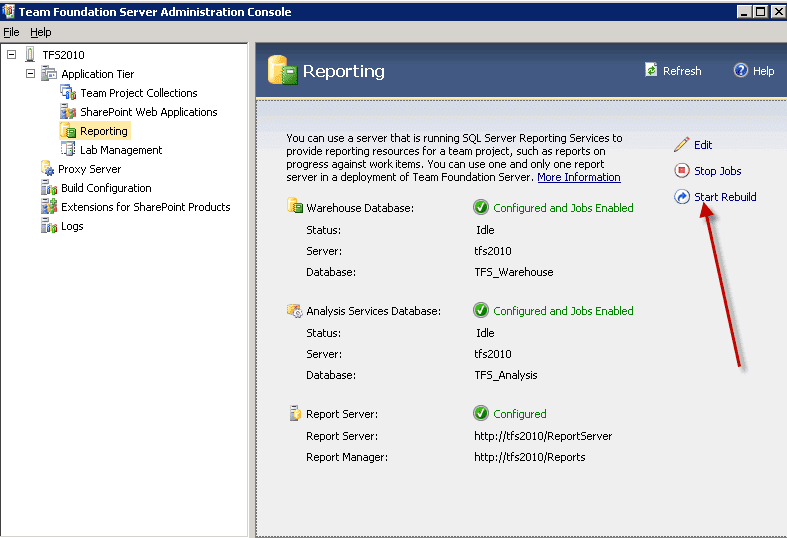 Team Foundation Server Administration Console
File Help
TFS2010
Application Tier
Team Project Collections
SharePoint Web Applications
Reporting
Lab Management
Proxy Server
Build Configuration
Extensions for SharePoint Products
Logs
Reporting
Refresh
Help
You can use a server that is running SQL Server Reporting Services to
provide reporting resources for a team project, such as reports on
progress against work items. You can use one and only one report
server in a deployment of Team Foundation Server. More Information
Edit
Stop Jobs
Start Rebuild
Warehouse Database: Configured and Jobs Enabled
Status: Idle
Server: tfs2010
Database: TFS_Warehouse
Analysis Services Database: Configured and Jobs Enabled
Status: Idle
Server: tfs2010
Database: TFS_Analysis
Report Server: Configured
Report Server: http://tfs2010/ReportServer
Report Manager: http://tfs2010/Reports